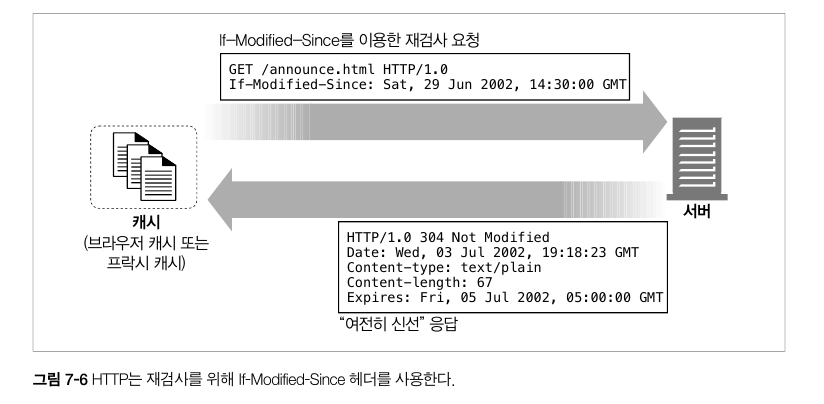 If-Modified-Since를 이용한 재검사 요청
GET /announce.html HTTP/1.0
If-Modified-Since: Sat, 29 Jun 2002, 14:30:00 GMT
캐시
(브라우저 캐시 또는
프락시 캐시)
서버
HTTP/1.0 304 Not Modified
Date: Wed, 03 Jul 2002, 19:18:23 GMT
Content-type: text/plain
Content-length: 67
Expires: Fri, 05 Jul 2002, 05:00:00 GMT
“여전히 신선” 응답
그림 7-6 HTTP는 재검사를 위해 If-Modified-Since 헤더를 사용한다.